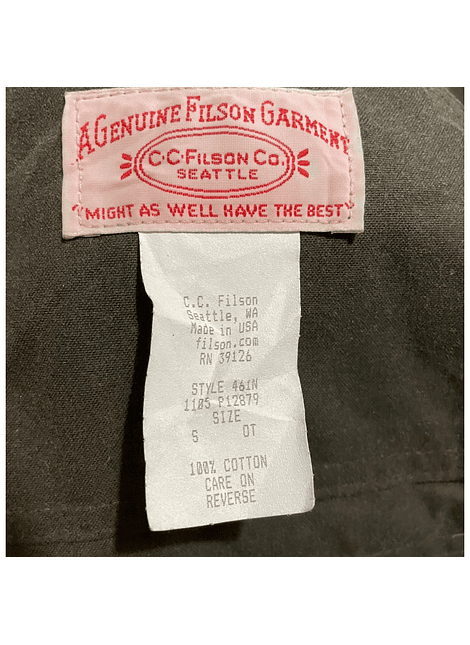 A GENUINE FILSON GARMENT
C.C. FILSON CO.
SEATTLE
"MIGHT AS WELL HAVE THE BEST"
C.C. Filson
Seattle, WA
Made in USA
filson.com
RN 39126
STYLE 461N
1105 P12879
SIZE
S OT
100% COTTON
CARE ON
REVERSE